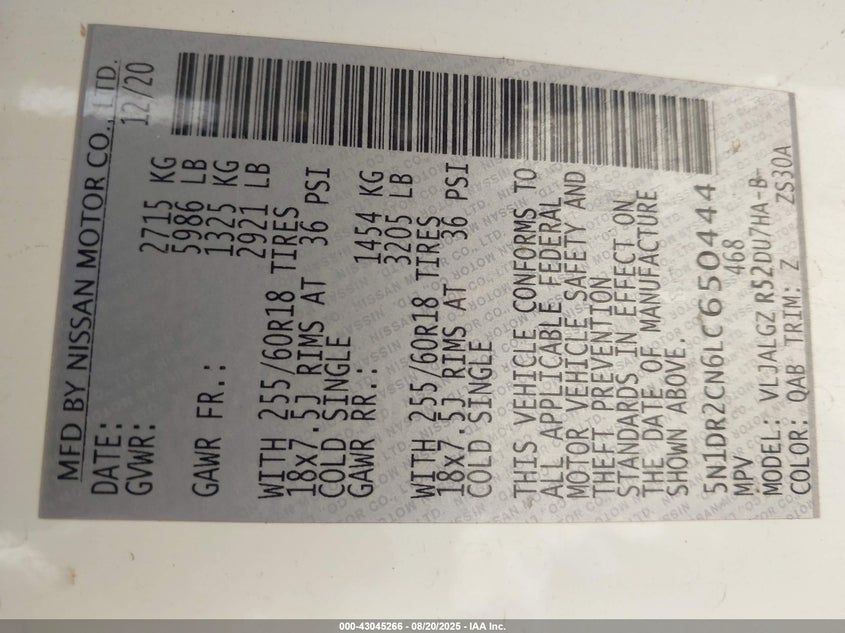 MFD BY NISSAN MOTOR CO., LTD.
DATE: 12/20
GVWR: 2715 KG
5986 LB
GAWR FR.: 1325 KG
2921 LB
WITH 255/60R18 TIRES
18x7.5J RIMS AT 36 PSI
COLD SINGLE
GAWR RR.: 1454 KG
3205 LB
WITH 255/60R18 TIRES
18x7.5J RIMS AT 36 PSI
COLD SINGLE
THIS VEHICLE CONFORMS TO
ALL APPLICABLE FEDERAL
MOTOR VEHICLE SAFETY AND
THEFT PREVENTION
STANDARDS IN EFFECT ON
THE DATE OF MANUFACTURE
SHOWN ABOVE.
5N1DR2CN6LC650444
MPV 468
MODEL: VLJALGZ R52DU7HA-B-
COLOR: QAB TRIM: Z ZS30A
000-43045266 - 08/20/2025 - IAA Inc.